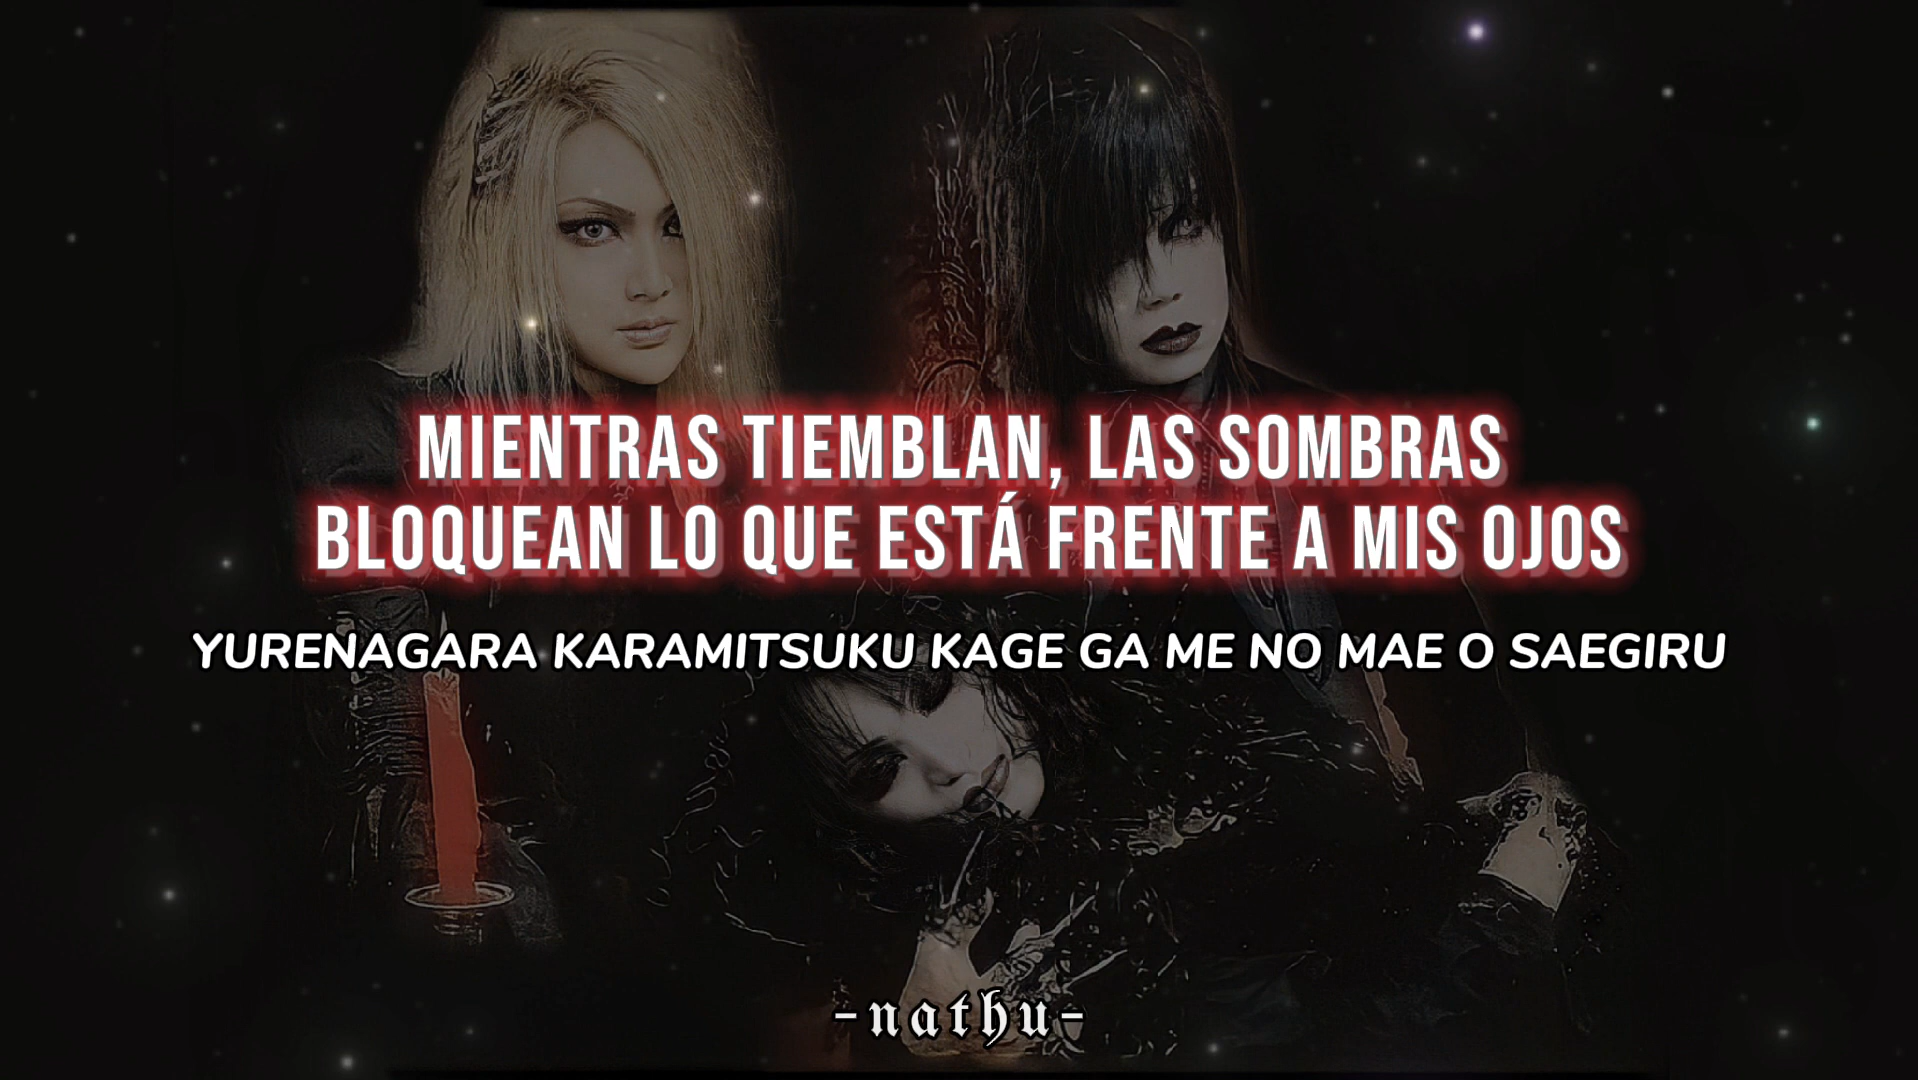 MIENTRAS TIEMBLAN, LAS SOMBRAS
BLOQUEAN LO QUE ESTÁ FRENTE A MIS OJOS
YURENAGARA KARAMITSUKU KAGE GA ME NO MAE O SAEGIRU
-nathu-